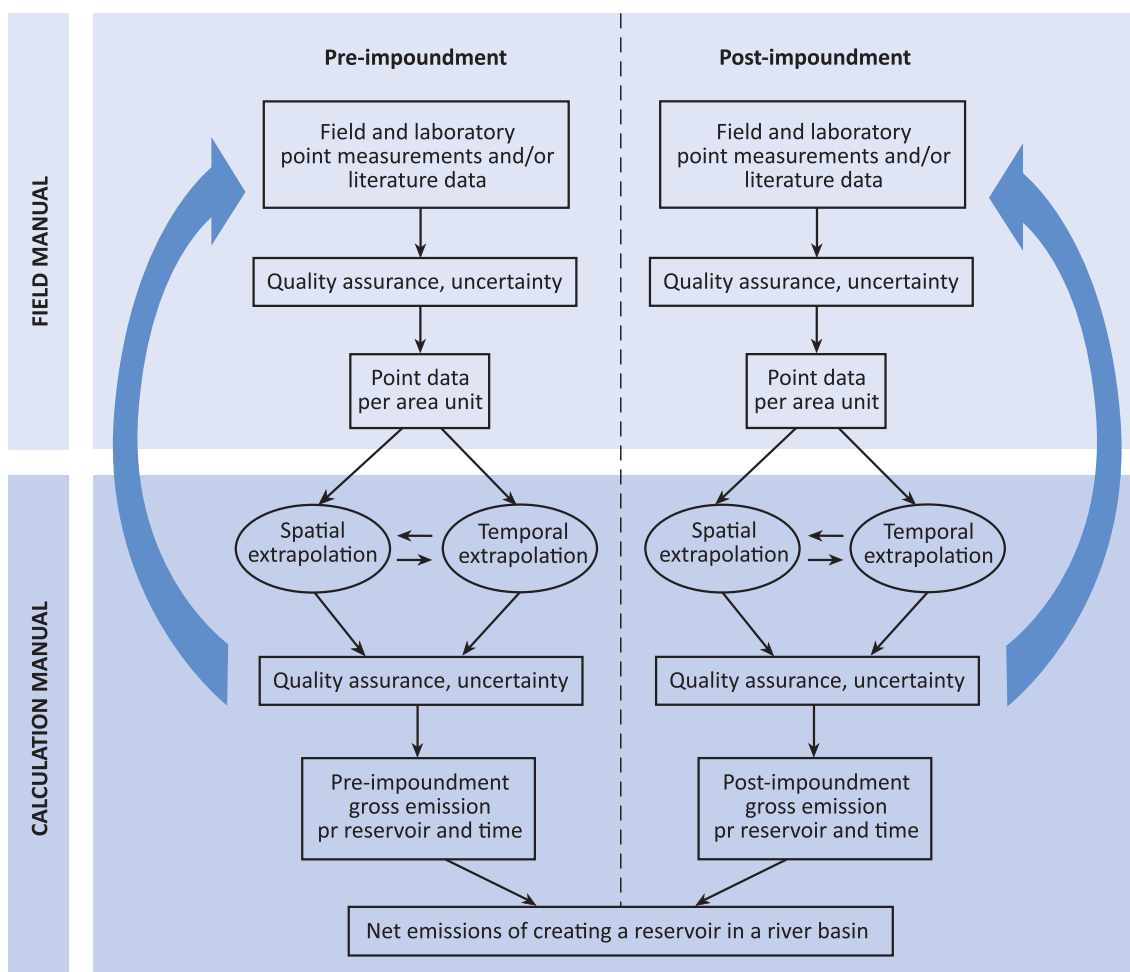 FIELD MANUAL
Pre-impoundment
Field and laboratory
point measurements and/or
literature data
Quality assurance, uncertainty
Point data
per area unit
Post-impoundment
Field and laboratory
point measurements and/or
literature data
Quality assurance, uncertainty
Point data
per area unit
CALCULATION MANUAL
Spatial
extrapolation
Temporal
extrapolation
Quality assurance, uncertainty
Pre-impoundment
gross emission
pr reservoir and time
Spatial
extrapolation
Temporal
extrapolation
Quality assurance, uncertainty
Post-impoundment
gross emission
pr reservoir and time
Net emissions of creating a reservoir in a river basin